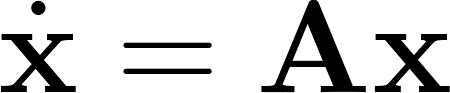 ẋ = Ax